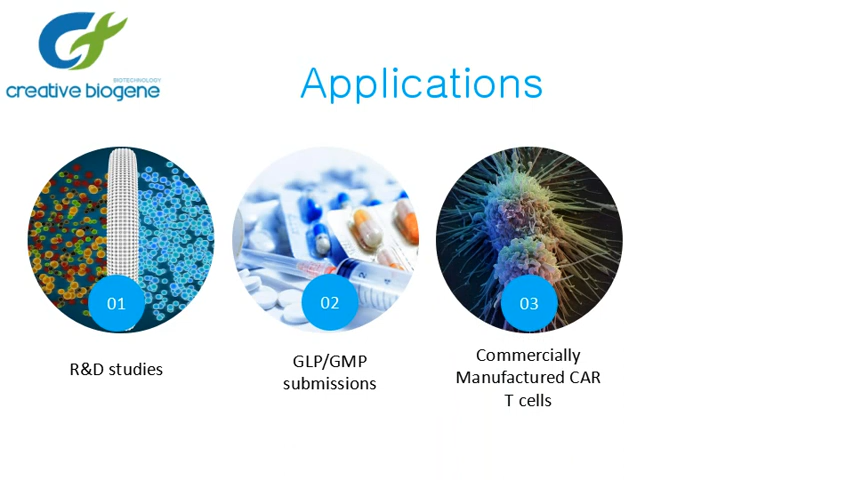 BIOTECHNOLOGY
creative biogene
Applications
01
R&D studies
02
GLP/GMP
submissions
03
Commercially
Manufactured CAR
T cells